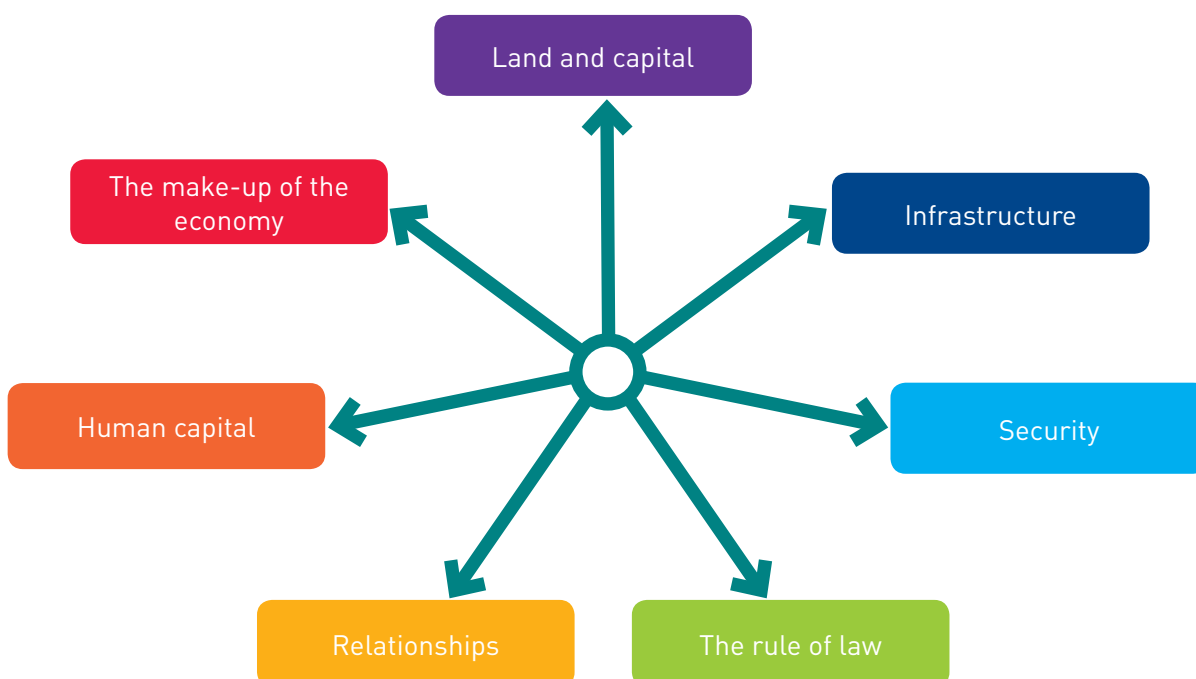 Land and capital
The make-up of the
economy
Infrastructure
Human capital
Security
Relationships
The rule of law